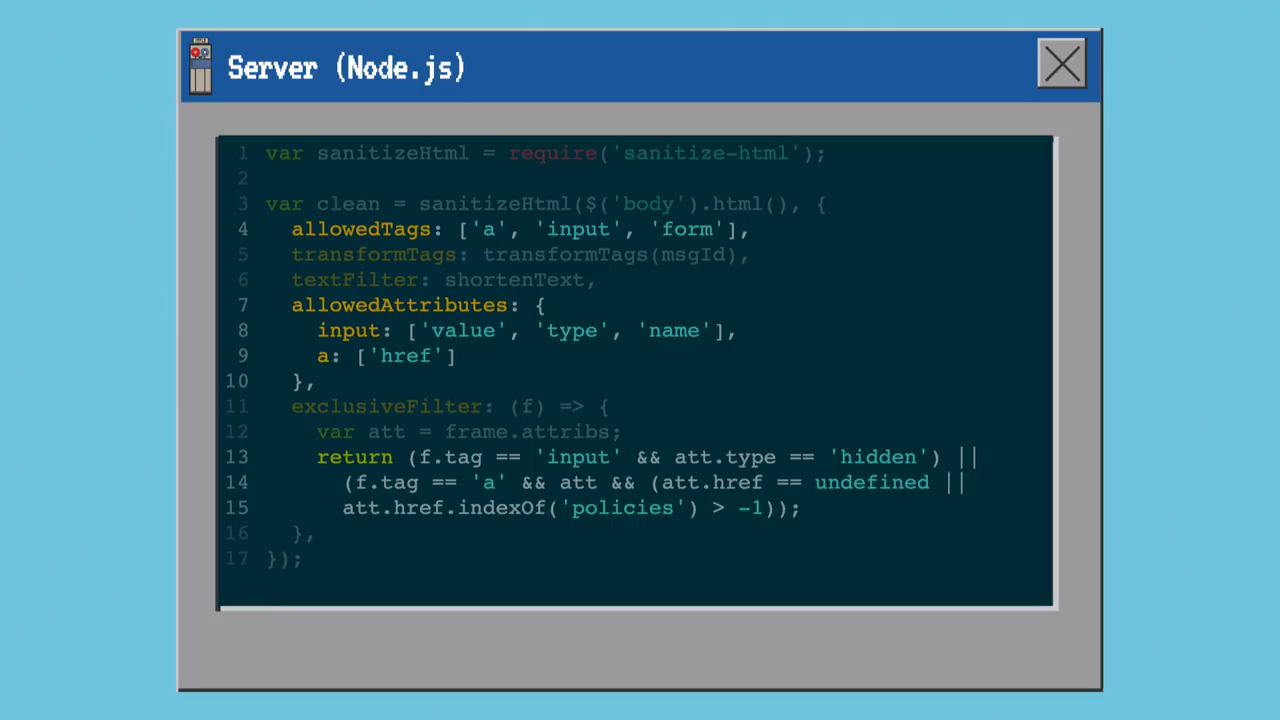 Server (Node.js)
1 var sanitizeHtml = require('sanitize-html');
2
3 var clean = sanitizeHtml($('body').html(), {
4   allowedTags: ['a', 'input', 'form'],
5   transformTags: transformTags(msgId),
6   textFilter: shortenText,
7   allowedAttributes: {
8     input: ['value', 'type', 'name'],
9     a: ['href']
10   },
11   exclusiveFilter: (f) => {
12     var att = frame.attribs;
13     return (f.tag == 'input' && att.type == 'hidden') ||
14       (f.tag == 'a' && att && (att.href == undefined ||
15       att.href.indexOf('policies') > -1));
16   },
17 });